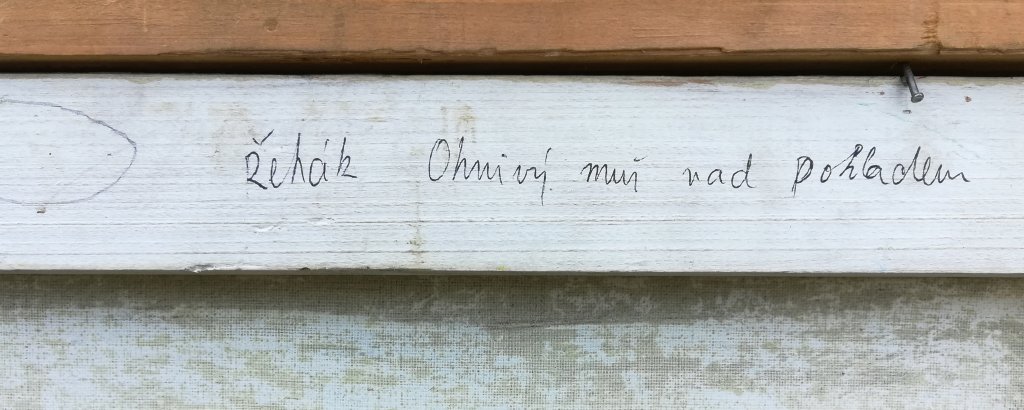 Řehák Ohnivý muž nad pokladem